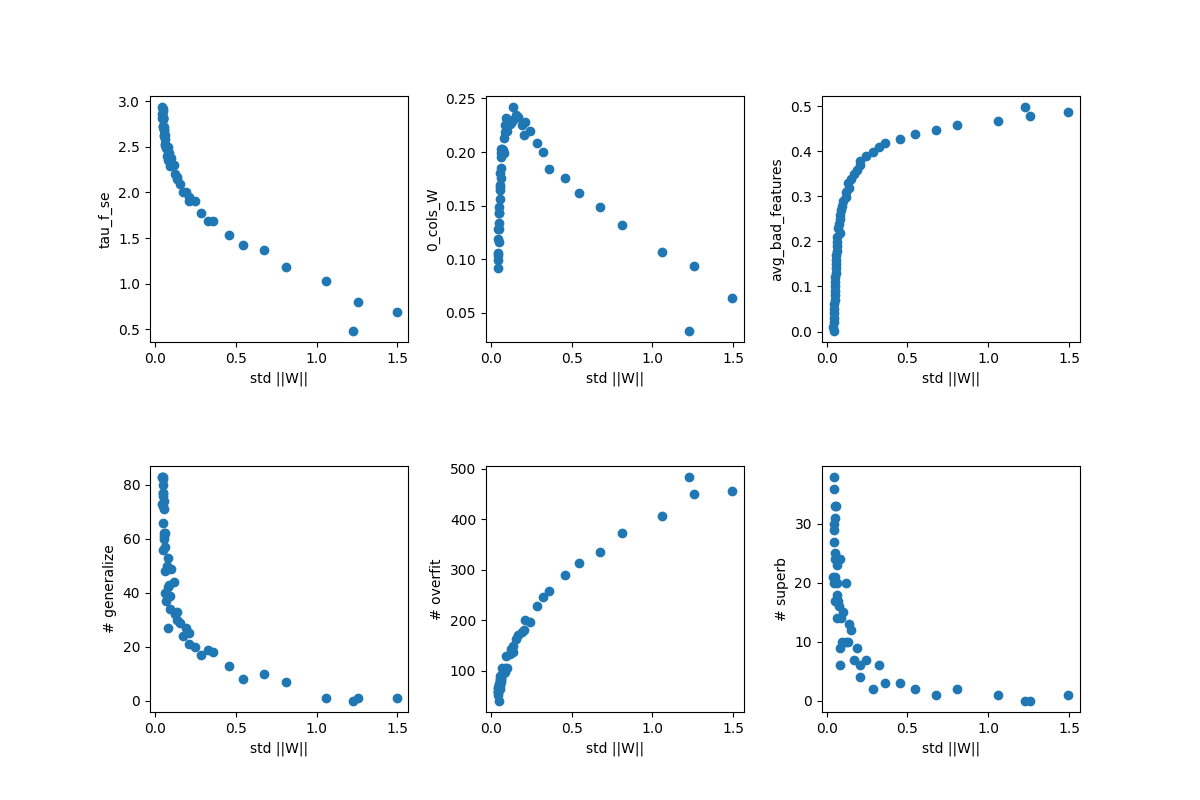 3.0
2.5
2.0
1.5
1.0
0.5
tau_f_se
0.0 0.5 1.0 1.5
std ||W||
0.25
0.20
0.15
0.10
0.05
0_cols_W
0.0 0.5 1.0 1.5
std ||W||
0.5
0.4
0.3
0.2
0.1
0.0
avg_bad_features
0.0 0.5 1.0 1.5
std ||W||
80
60
40
20
0
# generalize
0.0 0.5 1.0 1.5
std ||W||
500
400
300
200
100
# overfit
0.0 0.5 1.0 1.5
std ||W||
30
20
10
0
# superb
0.0 0.5 1.0 1.5
std ||W||